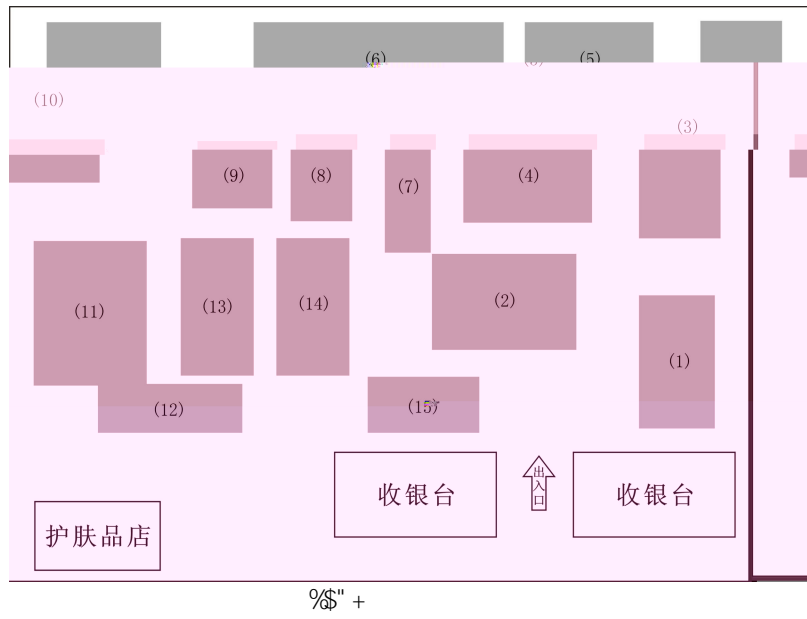 (6) (5)
(10)
(3)
(9) (8) (7) (4)
(11) (13) (14) (2)
(1)
(12) (15)
收银台 出入口 收银台
护肤品店
%$" +